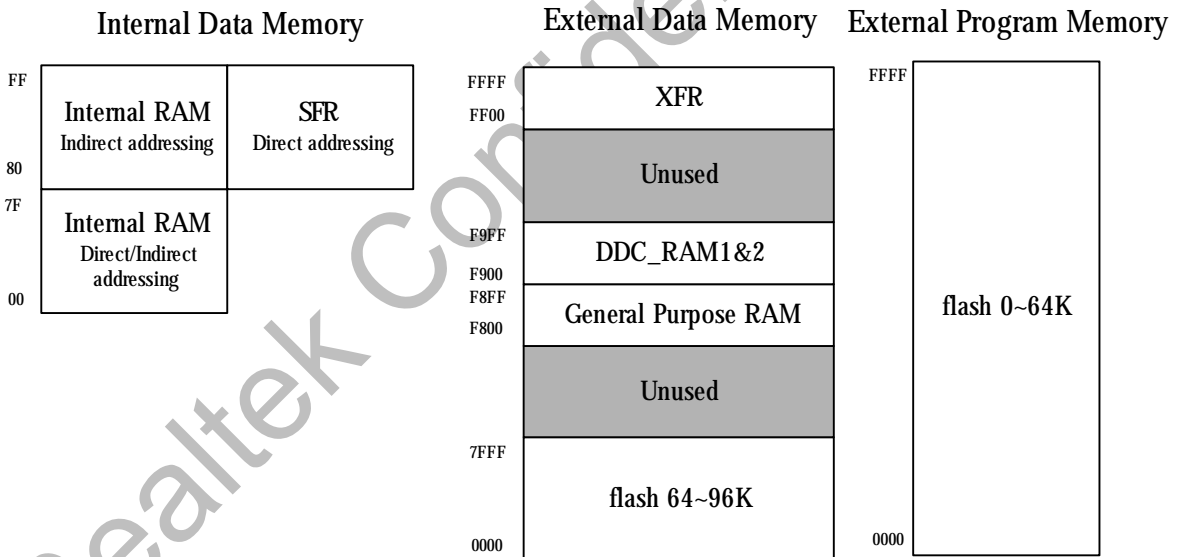 Internal Data Memory
FF
Internal RAM
Indirect addressing
80
SFR
Direct addressing
7F
Internal RAM
Direct/Indirect
addressing
00
External Data Memory
FFFF
XFR
FF00
Unused
F9FF
DDC_RAM1&2
F900
F8FF
General Purpose RAM
F800
Unused
7FFF
flash 64~96K
0000
External Program Memory
FFFF
flash 0~64K
0000
Realtek Confiden